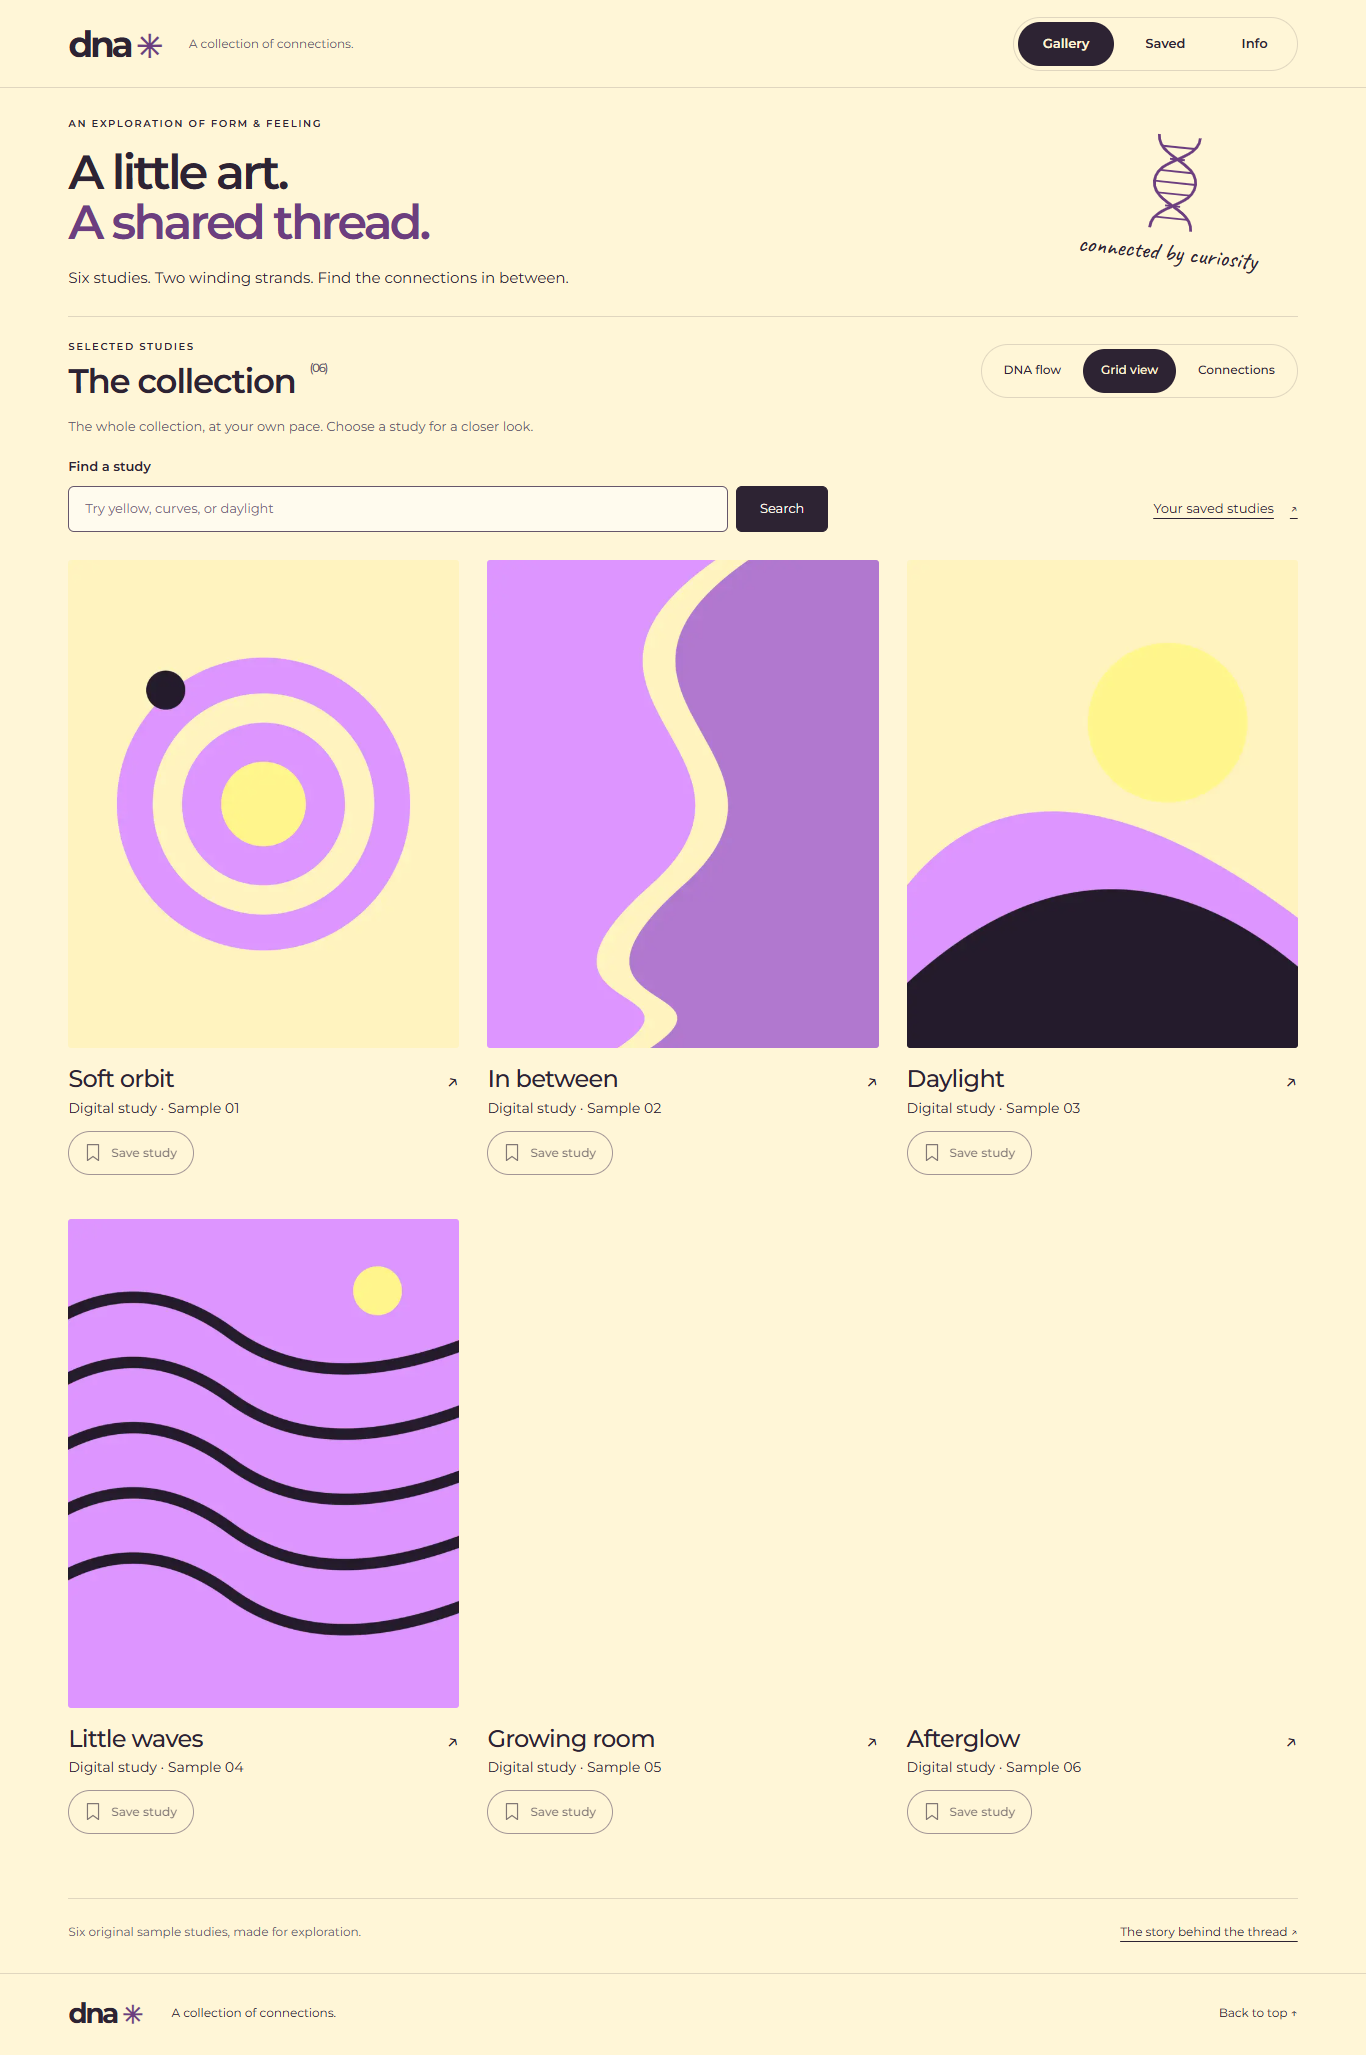 dna
A collection of connections.
Gallery
Saved
Info
AN EXPLORATION OF FORM & FEELING
A little art.
A shared thread.
Six studies. Two winding strands. Find the connections in between.
connected by curiosity
SELECTED STUDIES
The collection (06)
DNA flow
Grid view
Connections
The whole collection, at your own pace. Choose a study for a closer look.
Find a study
Try yellow, curves, or daylight
Search
Your saved studies ↗
Soft orbit ↗
Digital study · Sample 01
Save study
In between ↗
Digital study · Sample 02
Save study
Daylight ↗
Digital study · Sample 03
Save study
Little waves ↗
Digital study · Sample 04
Save study
Growing room ↗
Digital study · Sample 05
Save study
Afterglow ↗
Digital study · Sample 06
Save study
Six original sample studies, made for exploration.
The story behind the thread ↗
dna
A collection of connections.
Back to top ↑